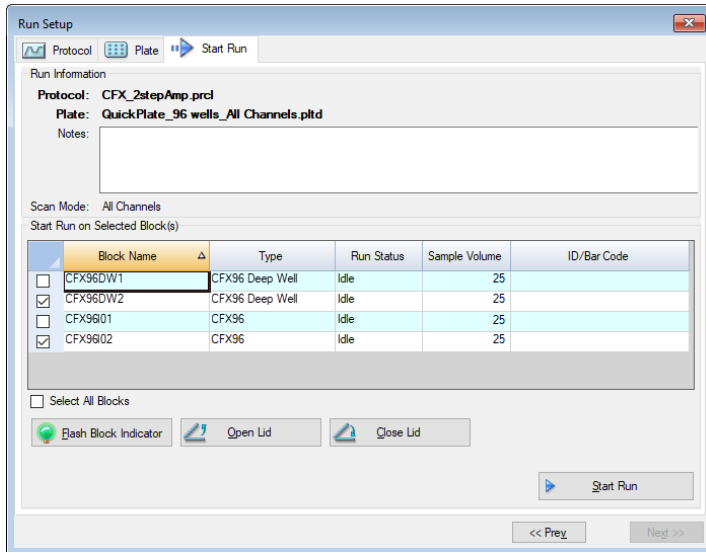 Run Setup
Protocol Plate Start Run
Run Information
Protocol: CFX_2stepAmp.prcl
Plate: QuickPlate_96 wells_All Channels.pltd
Notes:
Scan Mode: All Channels
Start Run on Selected Block(s)
Block Name Type Run Status Sample Volume ID/Bar Code
CFX96DW1 CFX96 Deep Well Idle 25
CFX96DW2 CFX96 Deep Well Idle 25
CFX96I01 CFX96 Idle 25
CFX96I02 CFX96 Idle 25
Select All Blocks
Flash Block Indicator Open Lid Close Lid
Start Run
<< Prev Next >>